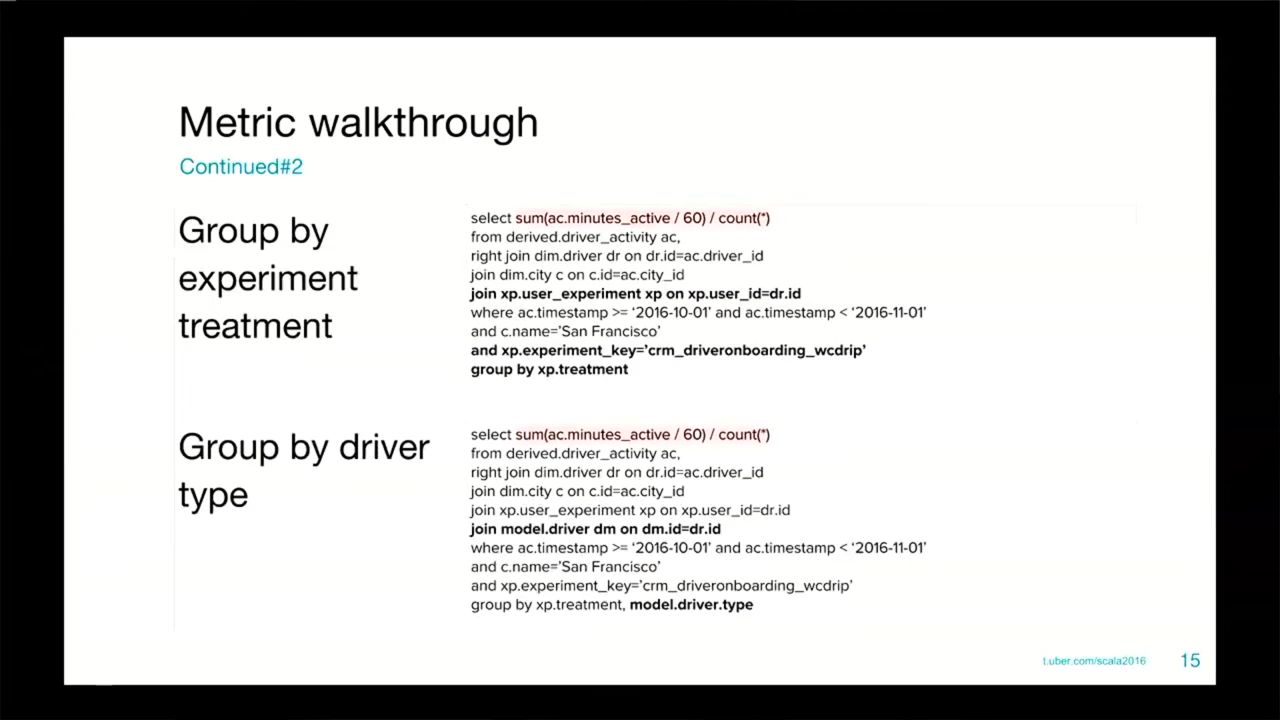 Metric walkthrough
Continued#2
Group by
experiment
treatment
select sum(ac.minutes_active / 60) / count(*)
from derived.driver_activity ac,
right join dim.driver dr on dr.id=ac.driver_id
join dim.city c on c.id=ac.city_id
join xp.user_experiment xp on xp.user_id=dr.id
where ac.timestamp >= ‘2016-10-01’ and ac.timestamp < ‘2016-11-01’
and c.name=’San Francisco’
and xp.experiment_key=’crm_driveronboarding_wcdrip’
group by xp.treatment
Group by driver
type
select sum(ac.minutes_active / 60) / count(*)
from derived.driver_activity ac,
right join dim.driver dr on dr.id=ac.driver_id
join dim.city c on c.id=ac.city_id
join xp.user_experiment xp on xp.user_id=dr.id
join model.driver dm on dm.id=dr.id
where ac.timestamp >= ‘2016-10-01’ and ac.timestamp < ‘2016-11-01’
and c.name=’San Francisco’
and xp.experiment_key=’crm_driveronboarding_wcdrip’
group by xp.treatment, model.driver.type
t.uber.com/scala2016
15